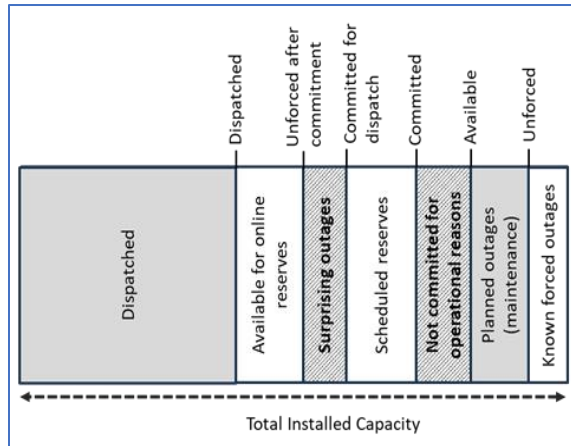 Dispatched
Unforced after
commitment
Committed for
dispatch
Committed
Available
Unforced
Dispatched
Available for online
reserves
Surprising outages
Scheduled reserves
Not committed for
operational reasons
Planned outages
(maintenance)
Known forced outages
Total Installed Capacity